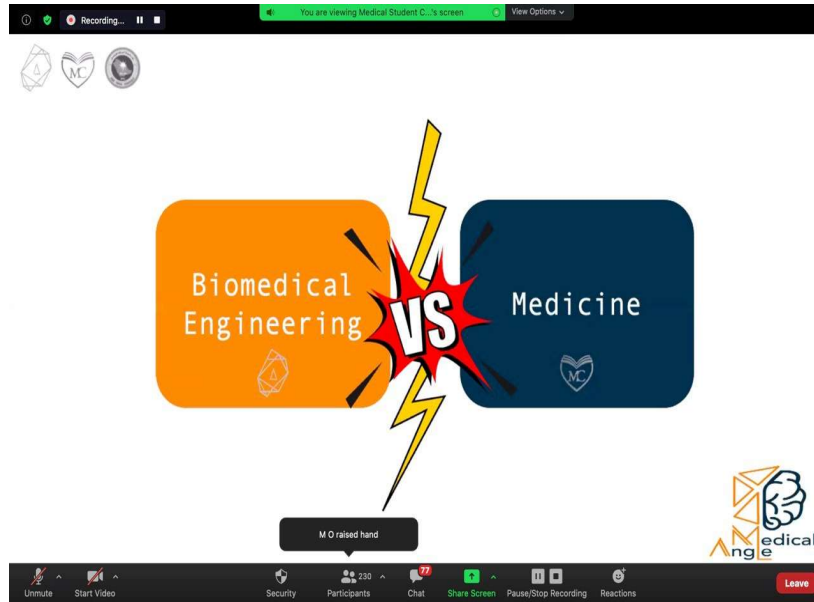 Recording...
You are viewing Medical Student C...'s screen
View Options
MC
Biomedical
Engineering
VS
Medicine
MC
Medical
Angle
M O raised hand
230
77
Unmute
Start Video
Security
Participants
Chat
Share Screen
Pause/Stop Recording
Reactions
Leave